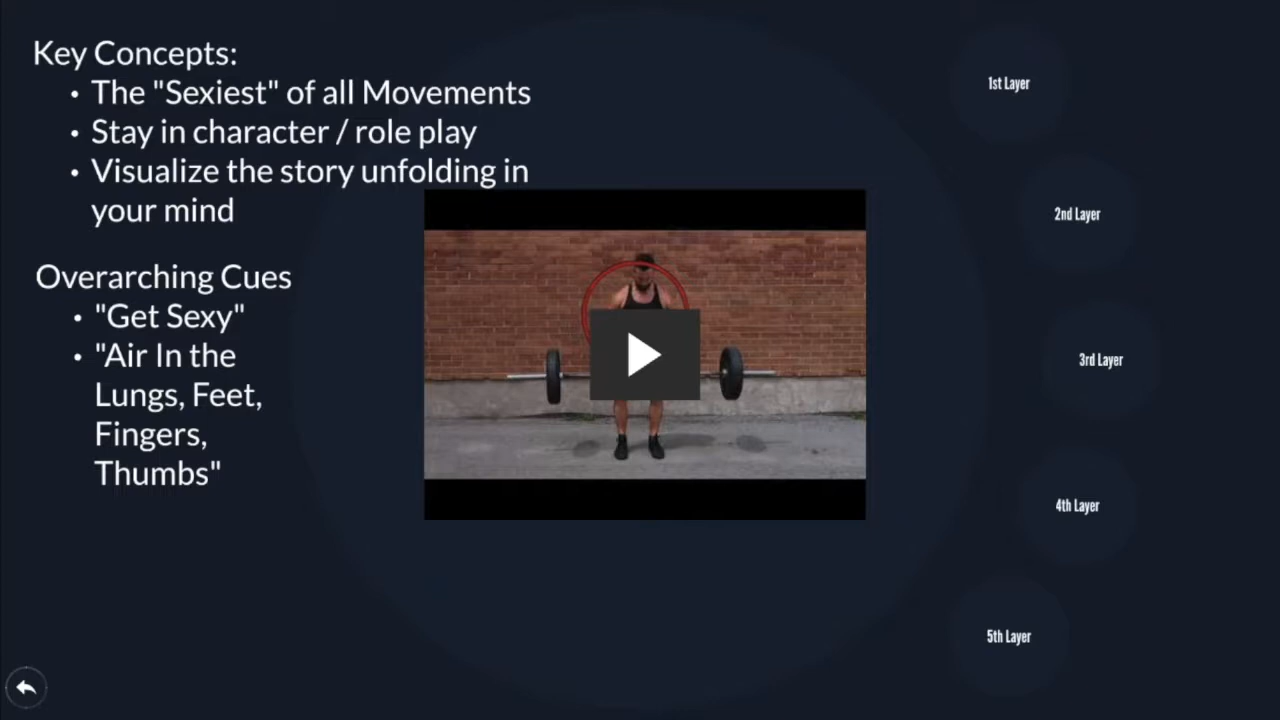 Key Concepts:
• The "Sexiest" of all Movements
• Stay in character / role play
• Visualize the story unfolding in
your mind
Overarching Cues
• "Get Sexy"
• "Air In the
Lungs, Feet,
Fingers,
Thumbs"
1st Layer
2nd Layer
3rd Layer
4th Layer
5th Layer